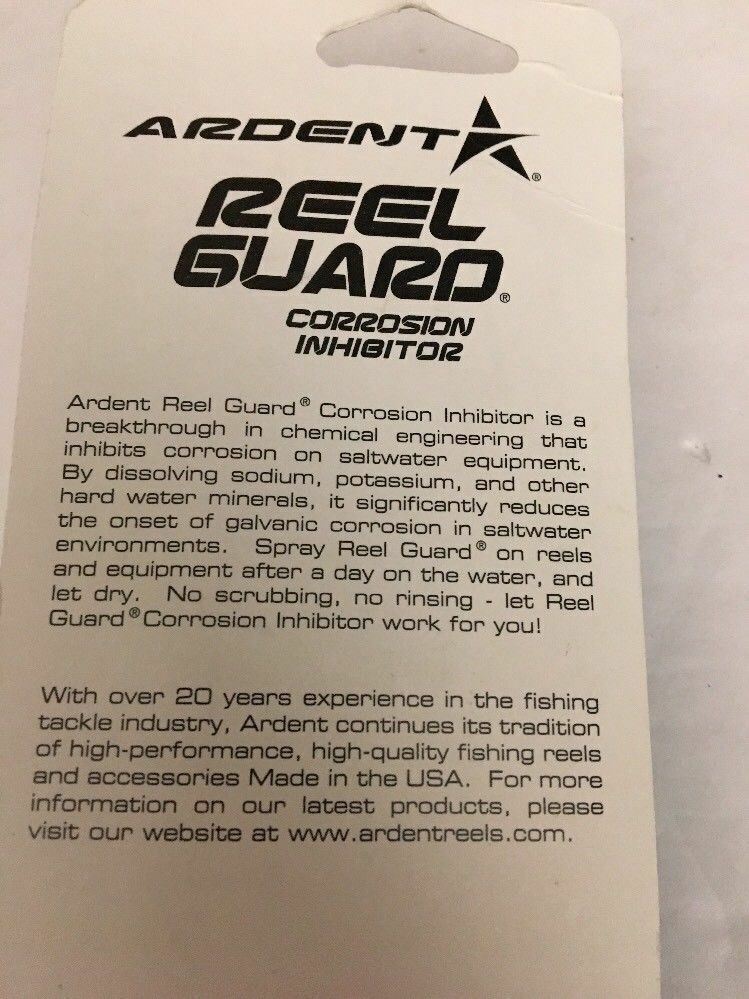 ARDENT ®
REEL
GUARD®
CORROSION
INHIBITOR
Ardent Reel Guard® Corrosion Inhibitor is a
breakthrough in chemical engineering that
inhibits corrosion on saltwater equipment.
By dissolving sodium, potassium, and other
hard water minerals, it significantly reduces
the onset of galvanic corrosion in saltwater
environments. Spray Reel Guard® on reels
and equipment after a day on the water, and
let dry. No scrubbing, no rinsing - let Reel
Guard® Corrosion Inhibitor work for you!
With over 20 years experience in the fishing
tackle industry, Ardent continues its tradition
of high-performance, high-quality fishing reels
and accessories Made in the USA. For more
information on our latest products, please
visit our website at www.ardentreels.com.